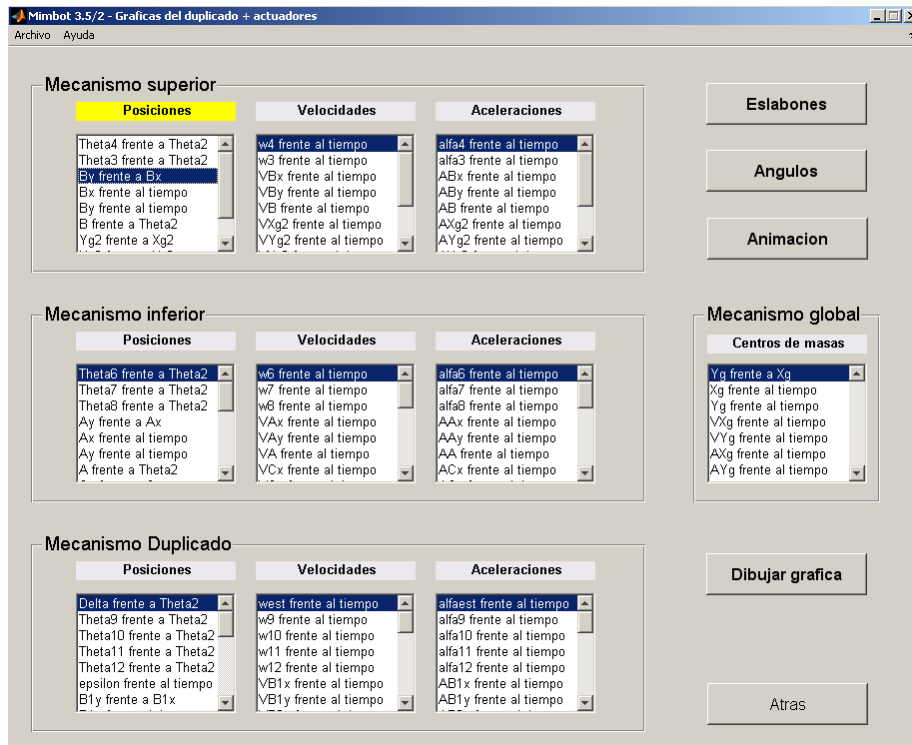 Mimbot 3.5/2 - Graficas del duplicado + actuadores
Archivo Ayuda
Mecanismo superior
Posiciones
Theta4 frente a Theta2
Theta3 frente a Theta2
By frente a Bx
Bx frente al tiempo
By frente al tiempo
B frente a Theta2
Yg2 frente a Xg2
Velocidades
w4 frente al tiempo
w3 frente al tiempo
VBx frente al tiempo
VBy frente al tiempo
VB frente al tiempo
VXg2 frente al tiempo
VYg2 frente al tiempo
Aceleraciones
alfa4 frente al tiempo
alfa3 frente al tiempo
ABx frente al tiempo
ABy frente al tiempo
AB frente al tiempo
AXg2 frente al tiempo
AYg2 frente al tiempo
Eslabones
Angulos
Animacion
Mecanismo inferior
Posiciones
Theta6 frente a Theta2
Theta7 frente a Theta2
Theta8 frente a Theta2
Ay frente a Ax
Ax frente al tiempo
Ay frente al tiempo
A frente a Theta2
Velocidades
w6 frente al tiempo
w7 frente al tiempo
w8 frente al tiempo
VAx frente al tiempo
VAy frente al tiempo
VA frente al tiempo
VCx frente al tiempo
Aceleraciones
alfa6 frente al tiempo
alfa7 frente al tiempo
alfa8 frente al tiempo
AAx frente al tiempo
AAy frente al tiempo
AA frente al tiempo
ACx frente al tiempo
Mecanismo global
Centros de masas
Yg frente a Xg
Xg frente al tiempo
Yg frente al tiempo
VXg frente al tiempo
VYg frente al tiempo
AXg frente al tiempo
AYg frente al tiempo
Mecanismo Duplicado
Posiciones
Delta frente a Theta2
Theta9 frente a Theta2
Theta10 frente a Theta2
Theta11 frente a Theta2
Theta12 frente a Theta2
epsilon frente al tiempo
B1y frente a B1x
Velocidades
west frente al tiempo
w9 frente al tiempo
w10 frente al tiempo
w11 frente al tiempo
w12 frente al tiempo
VB1x frente al tiempo
VB1y frente al tiempo
Aceleraciones
alfaest frente al tiempo
alfa9 frente al tiempo
alfa10 frente al tiempo
alfa11 frente al tiempo
alfa12 frente al tiempo
AB1x frente al tiempo
AB1y frente al tiempo
Dibujar grafica
Atras